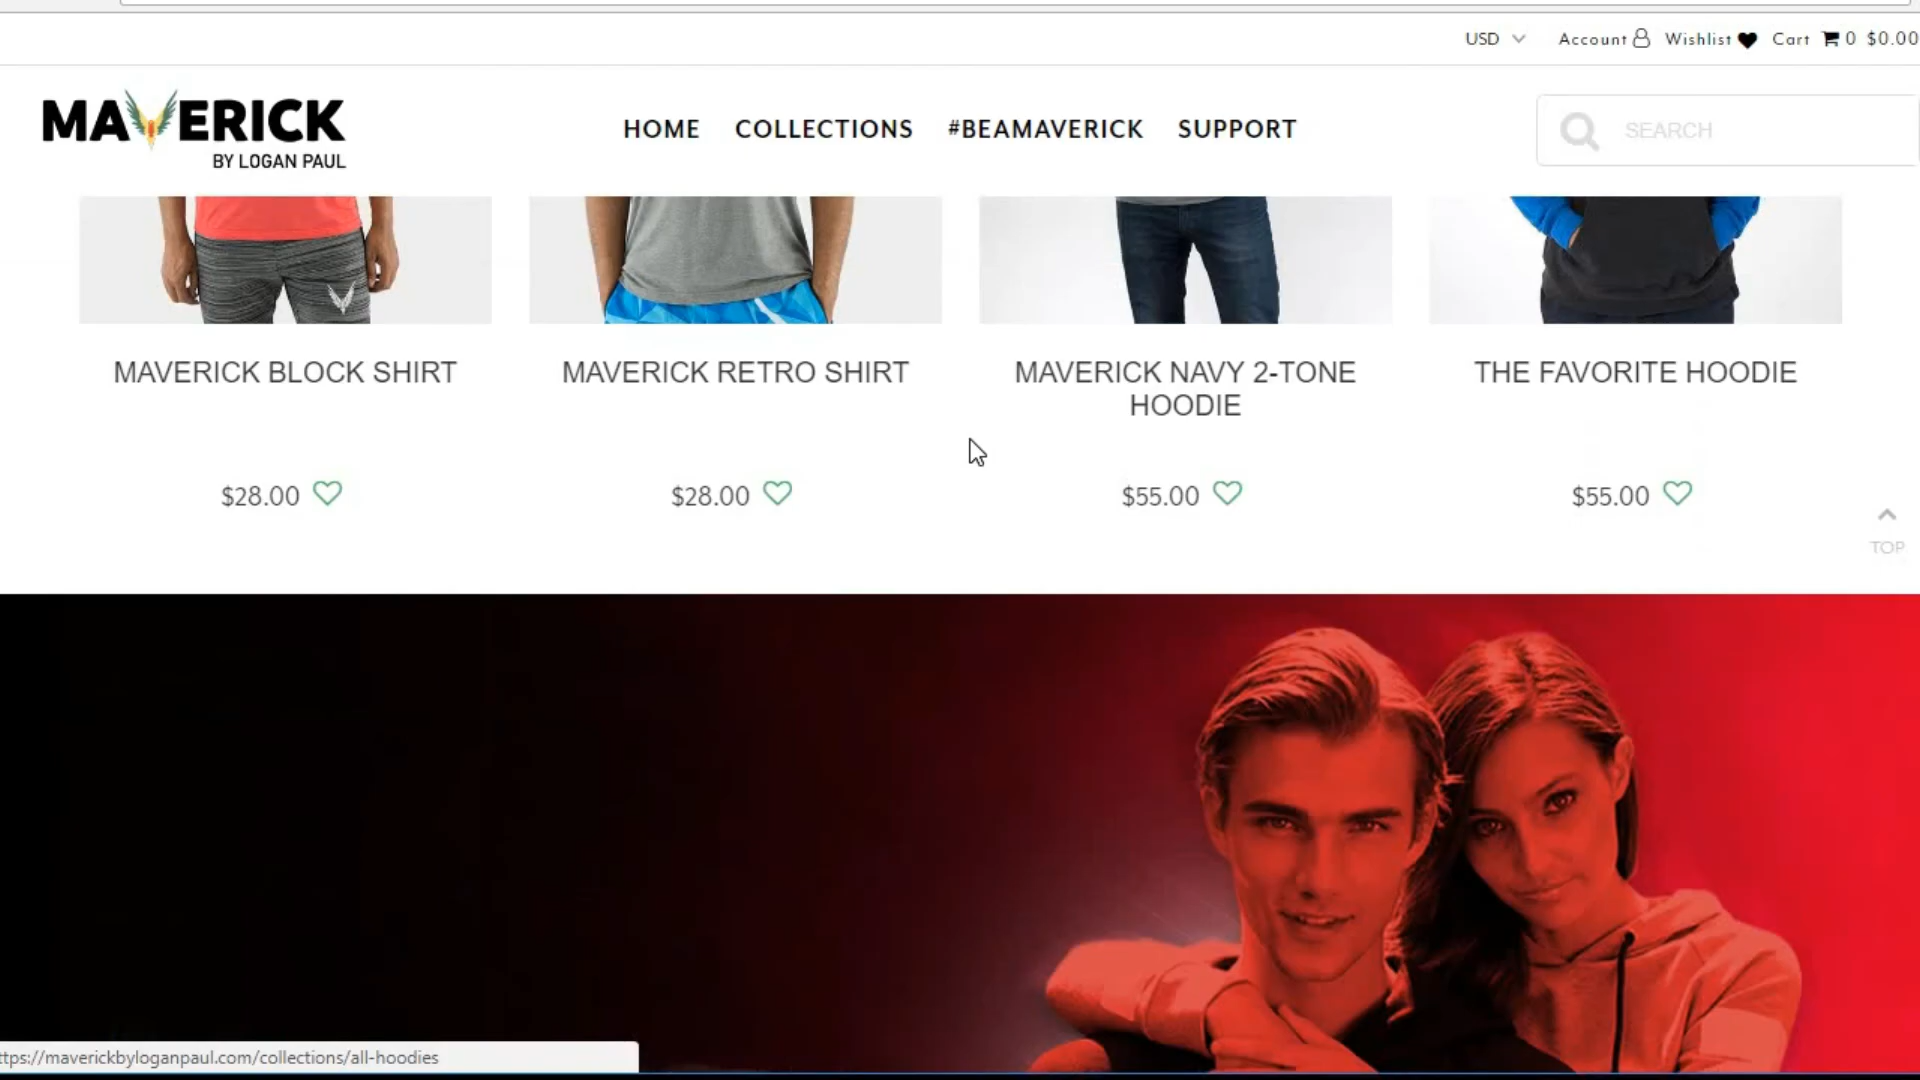 USD Account Wishlist Cart 0 $0.00
MAVERICK
BY LOGAN PAUL
HOME COLLECTIONS #BEAMAVERICK SUPPORT
SEARCH
MAVERICK BLOCK SHIRT
$28.00
MAVERICK RETRO SHIRT
$28.00
MAVERICK NAVY 2-TONE
HOODIE
$55.00
THE FAVORITE HOODIE
$55.00
TOP
ttps://maverickbyloganpaul.com/collections/all-hoodies